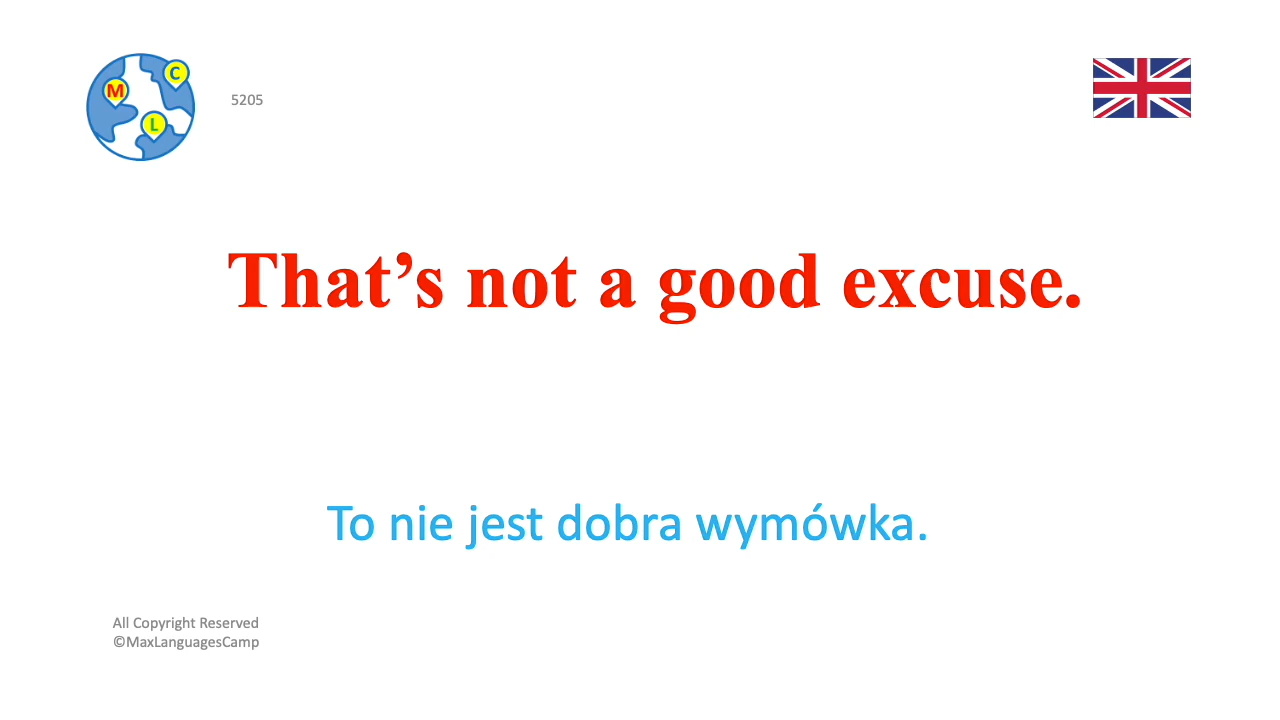 C
M
L
5205
That’s not a good excuse.
To nie jest dobra wymówka.
All Copyright Reserved
©MaxLanguagesCamp